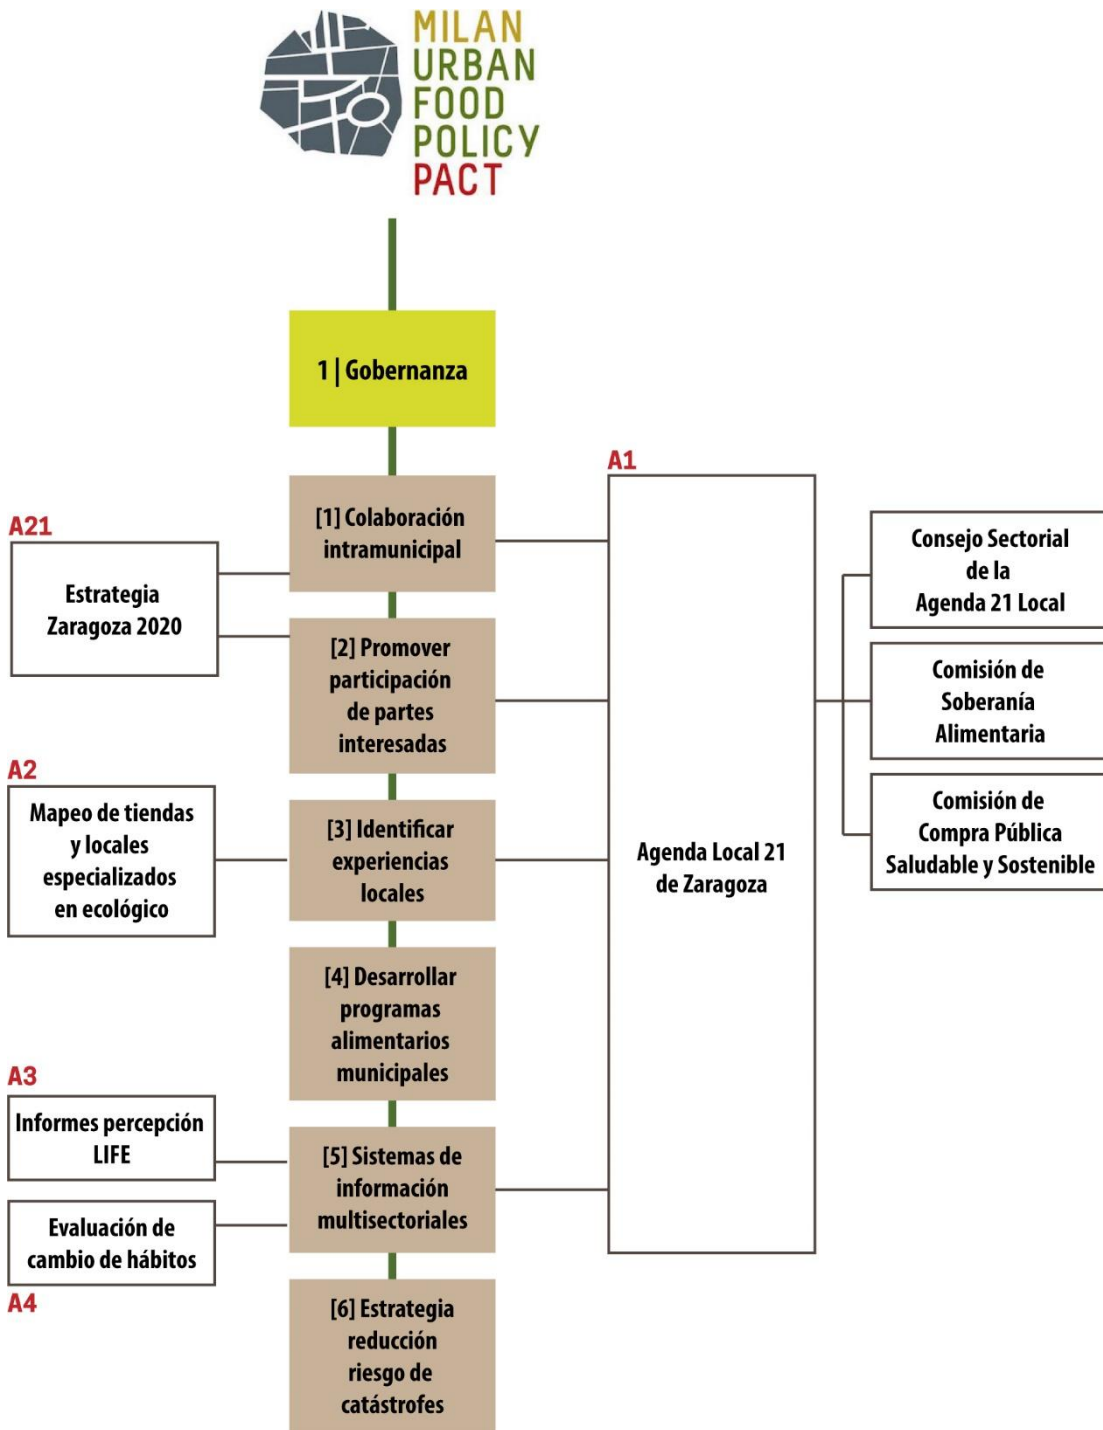 MILAN
URBAN
FOOD
POLICY
PACT
1 | Gobernanza
A21
Estrategia
Zaragoza 2020
[1] Colaboración
intramunicipal
[2] Promover
participación
de partes
interesadas
A2
Mapeo de tiendas
y locales
especializados
en ecológico
[3] Identificar
experiencias
locales
[4] Desarrollar
programas
alimentarios
municipales
A3
Informes percepción
LIFE
Evaluación de
cambio de hábitos
A4
[5] Sistemas de
información
multisectoriales
[6] Estrategia
reducción
riesgo de
catástrofes
A1
Agenda Local 21
de Zaragoza
Consejo Sectorial
de la
Agenda 21 Local
Comisión de
Soberanía
Alimentaria
Comisión de
Compra Pública
Saludable y Sostenible